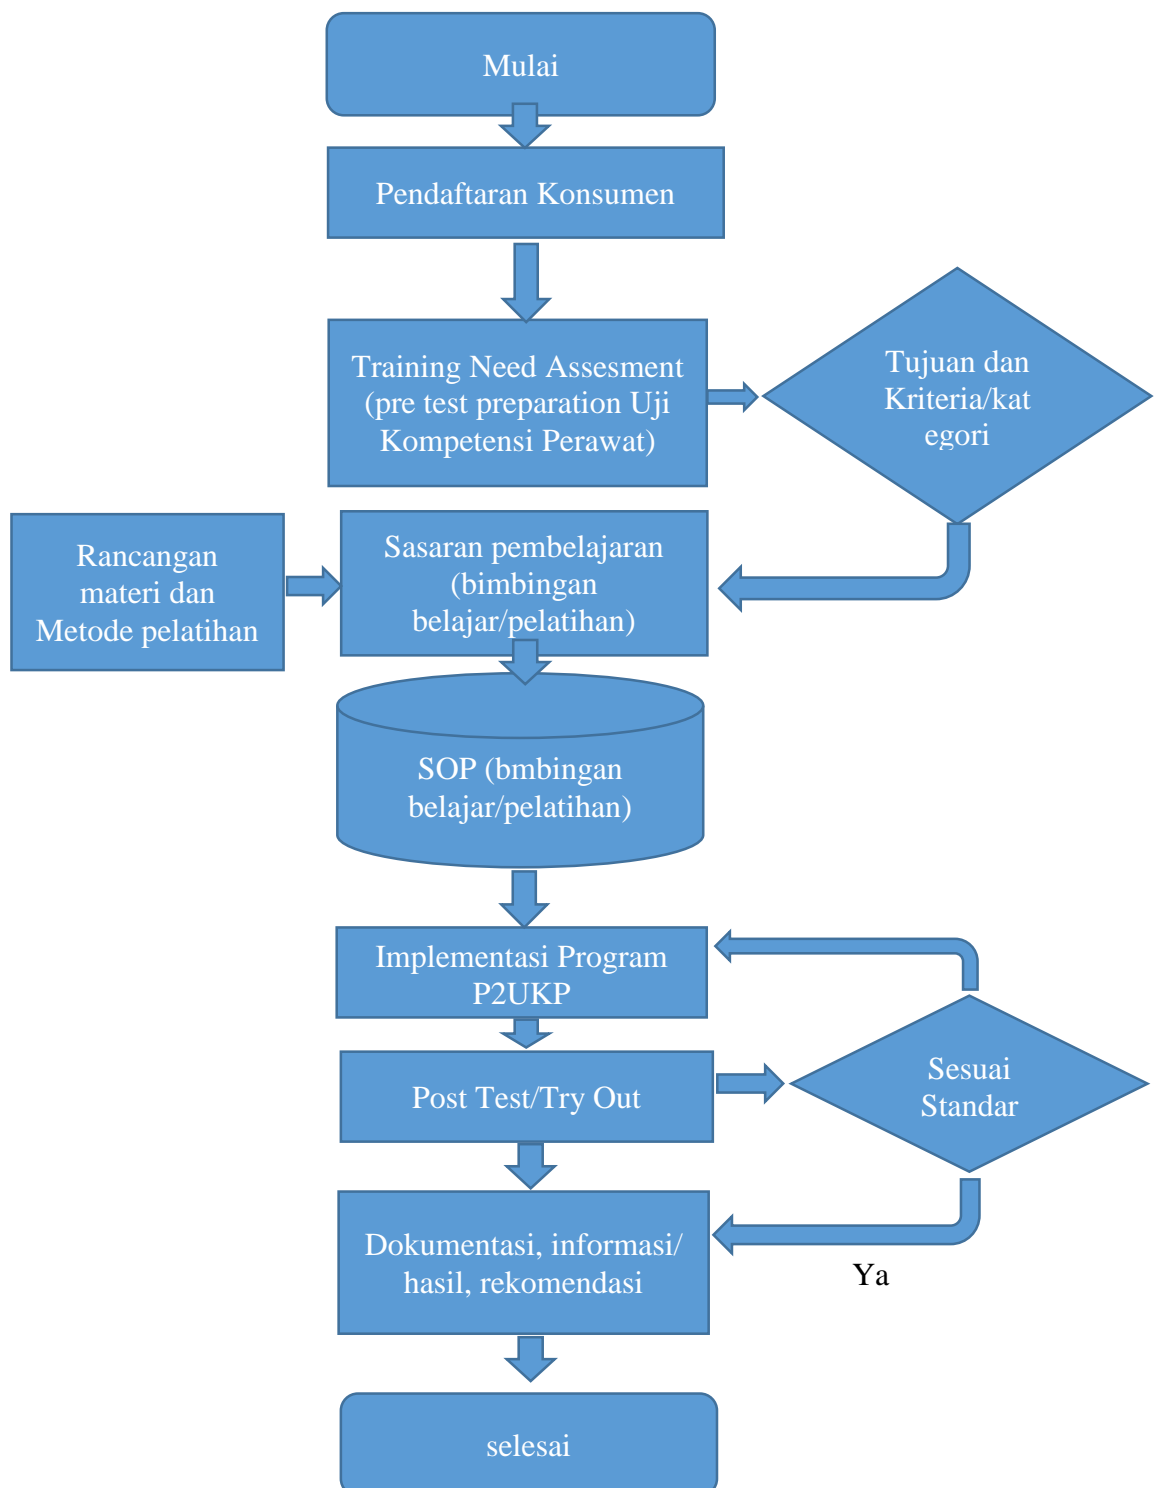 Mulai
Pendaftaran Konsumen
Training Need Assesment
(pre test preparation Uji
Kompetensi Perawat)
Tujuan dan
Kriteria/kat
egori
Rancangan
materi dan
Metode pelatihan
Sasaran pembelajaran
(bimbingan
belajar/pelatihan)
SOP (bmbingan
belajar/pelatihan)
Implementasi Program
P2UKP
Post Test/Try Out
Sesuai
Standar
Dokumentasi, informasi/
hasil, rekomendasi
Ya
selesai